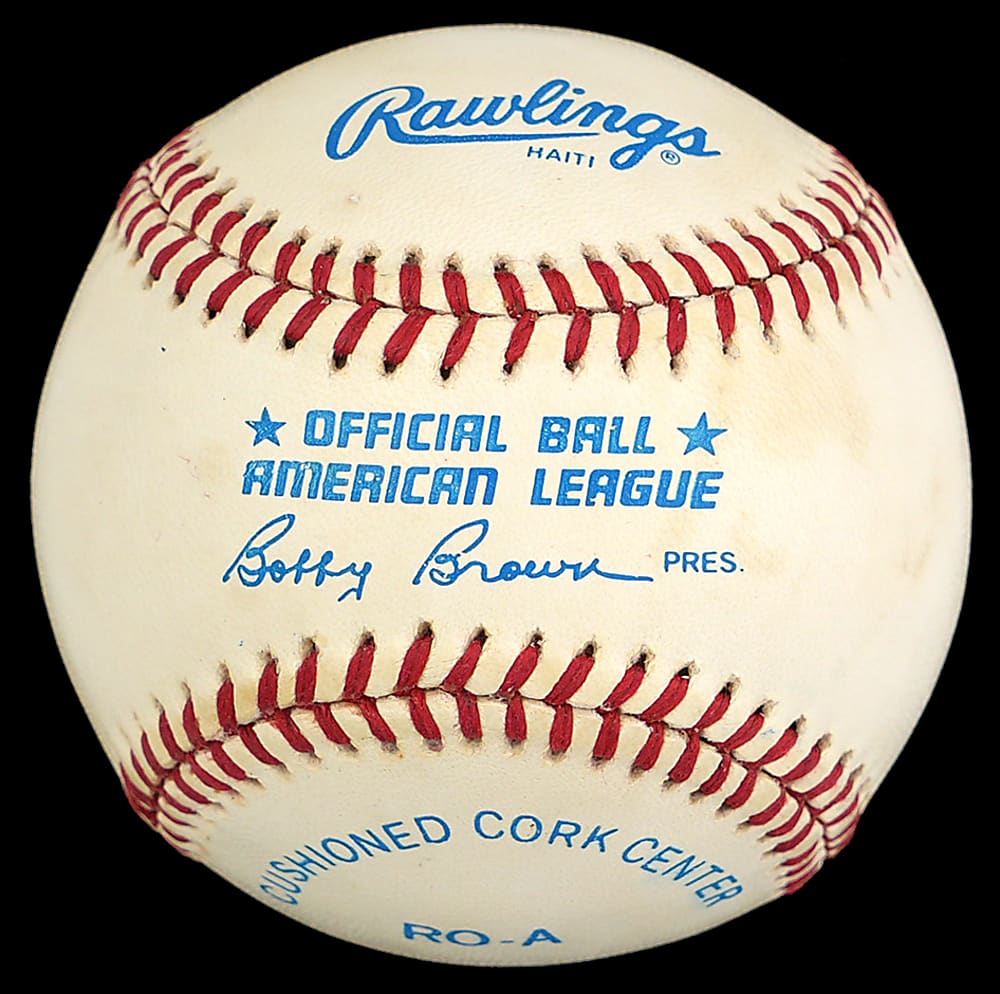 Rawlings®
HAITI
★ OFFICIAL BALL ★
AMERICAN LEAGUE
Bobby Brown PRES.
CUSHIONED CORK CENTER
RO-A